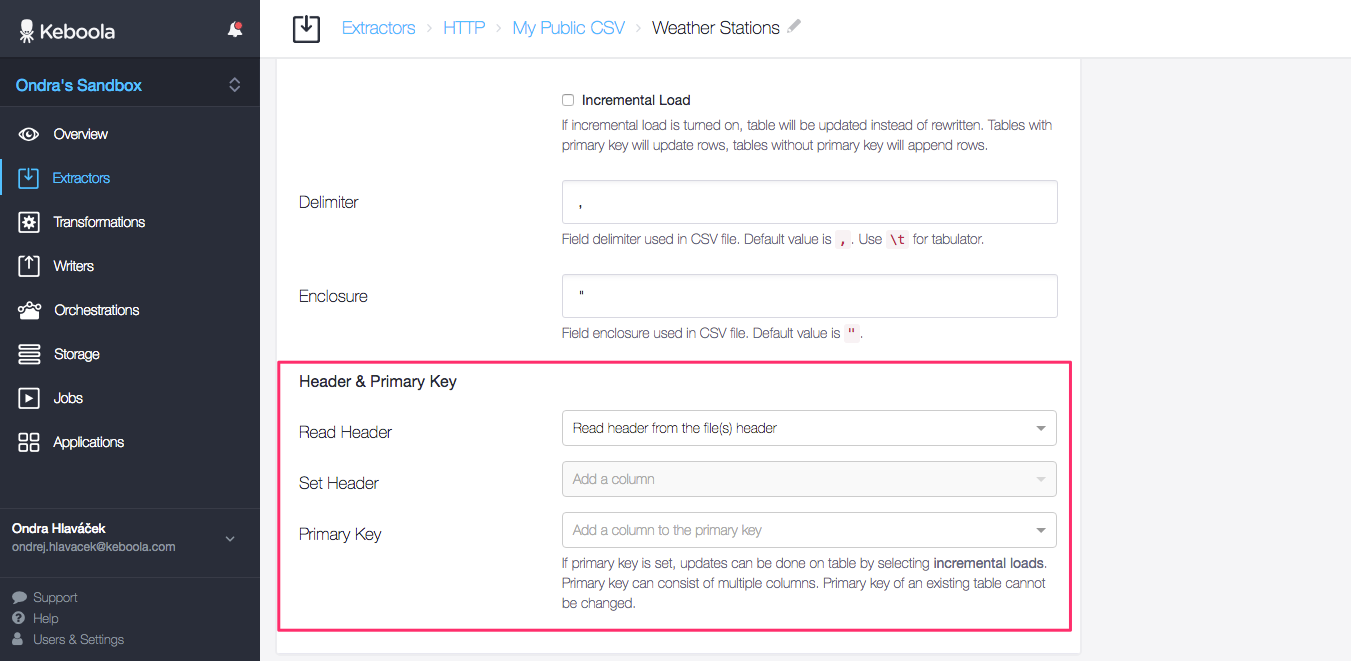 Keboola
Ondra's Sandbox
Overview
Extractors
Transformations
Writers
Orchestrations
Storage
Jobs
Applications
Ondra Hlaváček
ondrej.hlavacek@keboola.com
Support
Help
Users & Settings
Extractors › HTTP › My Public CSV › Weather Stations
Incremental Load
If incremental load is turned on, table will be updated instead of rewritten. Tables with
primary key will update rows, tables without primary key will append rows.
Delimiter
,
Field delimiter used in CSV file. Default value is , . Use \t for tabulator.
Enclosure
"
Field enclosure used in CSV file. Default value is " .
Header & Primary Key
Read Header
Read header from the file(s) header
Set Header
Add a column
Primary Key
Add a column to the primary key
If primary key is set, updates can be done on table by selecting incremental loads.
Primary key can consist of multiple columns. Primary key of an existing table cannot
be changed.